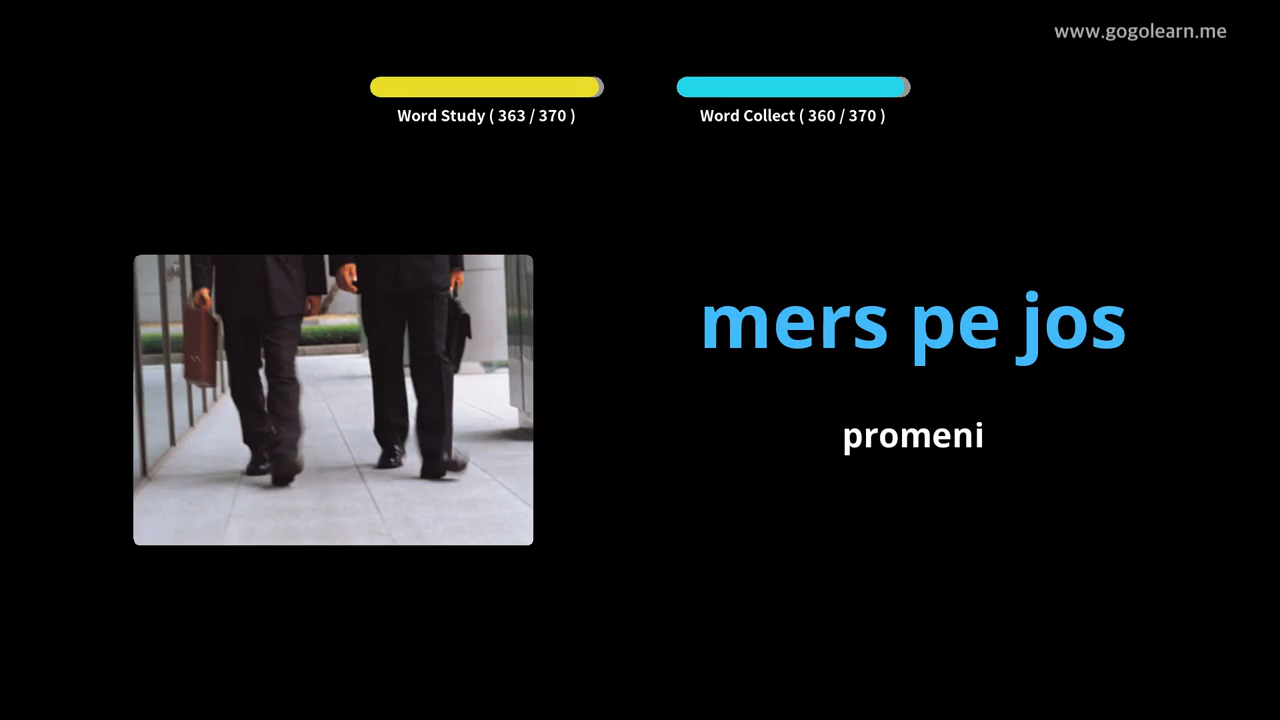 www.gogolearn.me
Word Study ( 363 / 370 )
Word Collect ( 360 / 370 )
mers pe jos
promeni